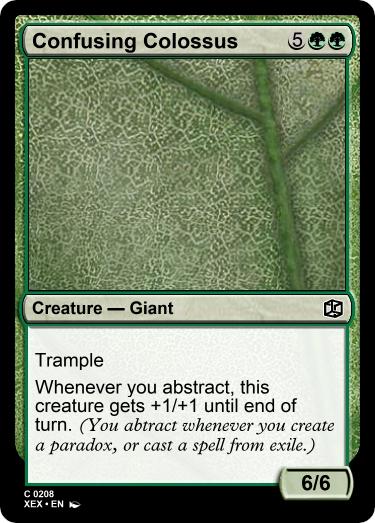 Confusing Colossus 5
Creature — Giant
Trample
Whenever you abstract, this
creature gets +1/+1 until end of
turn. (You abtract whenever you create
a paradox, or cast a spell from exile.)
6/6
C 0208
XEX • EN